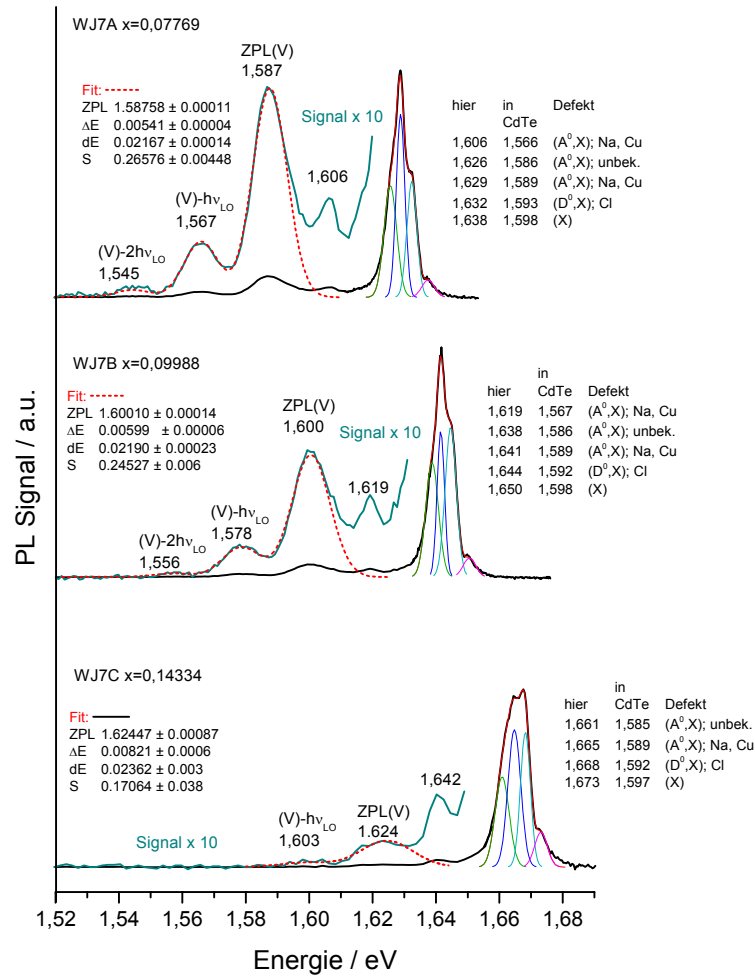 WJ7A x=0,07769
ZPL(V)
1,587
Fit:
ZPL 1.58758 ± 0.00011
ΔE 0.00541 ± 0.00004
dE 0.02167 ± 0.00014
S 0.26576 ± 0.00448
Signal x 10
1,606
(V)-hνLO
1,567
(V)-2hνLO
1,545
hier in CdTe Defekt
1,606 1,566 (A⁰,X); Na, Cu
1,626 1,586 (A⁰,X); unbek.
1,629 1,589 (A⁰,X); Na, Cu
1,632 1,593 (D⁰,X); Cl
1,638 1,598 (X)
WJ7B x=0,09988
Fit:
ZPL 1.60010 ± 0.00014
ΔE 0.00599 ± 0.00006
dE 0.02190 ± 0.00023
S 0.24527 ± 0.006
ZPL(V)
1,600
Signal x 10
1,619
(V)-hνLO
1,578
(V)-2hνLO
1,556
in
hier CdTe Defekt
1,619 1,567 (A⁰,X); Na, Cu
1,638 1,586 (A⁰,X); unbek.
1,641 1,589 (A⁰,X); Na, Cu
1,644 1,592 (D⁰,X); Cl
1,650 1,598 (X)
WJ7C x=0,14334
Fit:
ZPL 1.62447 ± 0.00087
ΔE 0.00821 ± 0.0006
dE 0.02362 ± 0.003
S 0.17064 ± 0.038
Signal x 10
(V)-hνLO
1,603
ZPL(V)
1.624
1,642
in
hier CdTe Defekt
1,661 1,585 (A⁰,X); unbek.
1,665 1,589 (A⁰,X); Na, Cu
1,668 1,592 (D⁰,X); Cl
1,673 1,597 (X)
PL Signal / a.u.
1,52 1,54 1,56 1,58 1,60 1,62 1,64 1,66 1,68
Energie / eV